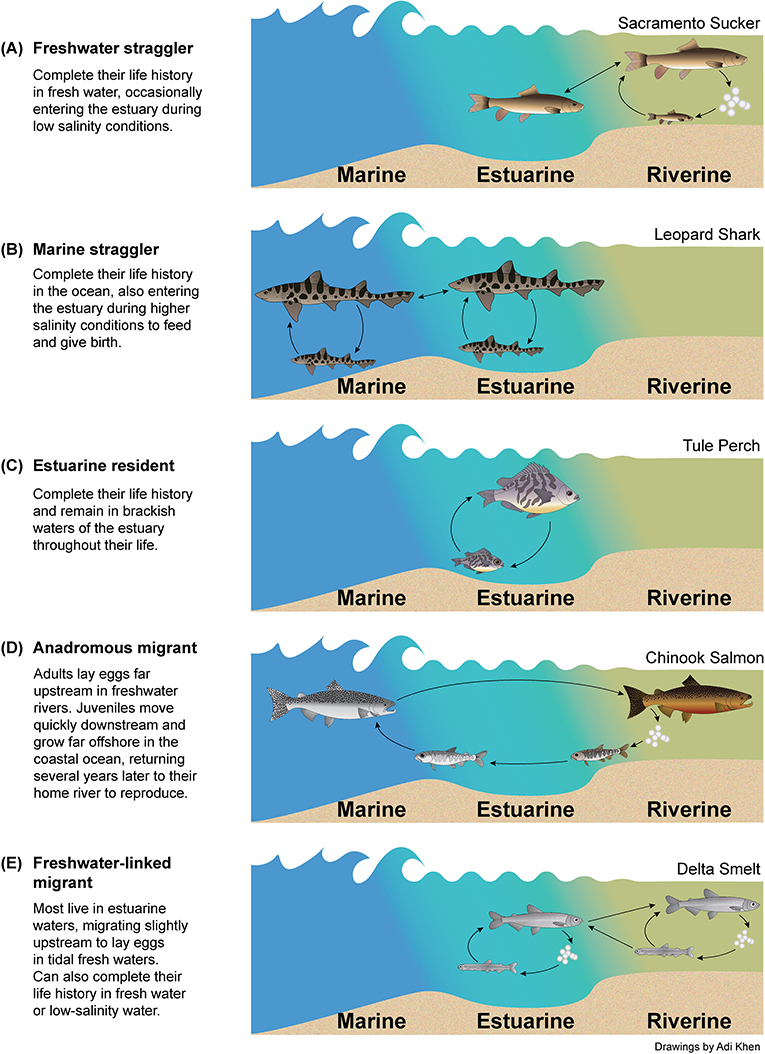 Sacramento Sucker
(A) Freshwater straggler
Complete their life history
in fresh water, occasionally
entering the estuary during
low salinity conditions.
Marine Estuarine Riverine
Leopard Shark
(B) Marine straggler
Complete their life history
in the ocean, also entering
the estuary during higher
salinity conditions to feed
and give birth.
Marine Estuarine Riverine
Tule Perch
(C) Estuarine resident
Complete their life history
and remain in brackish
waters of the estuary
throughout their life.
Marine Estuarine Riverine
(D) Anadromous migrant
Chinook Salmon
Adults lay eggs far
upstream in freshwater
rivers. Juveniles move
quickly downstream and
grow far offshore in the
coastal ocean, returning
several years later to their
home river to reproduce.
Marine Estuarine Riverine
(E) Freshwater-linked
migrant
Delta Smelt
Most live in estuarine
waters, migrating slightly
upstream to lay eggs
in tidal fresh waters.
Can also complete their
life history in fresh water
or low-salinity water.
Marine Estuarine Riverine
Drawings by Adi Khen